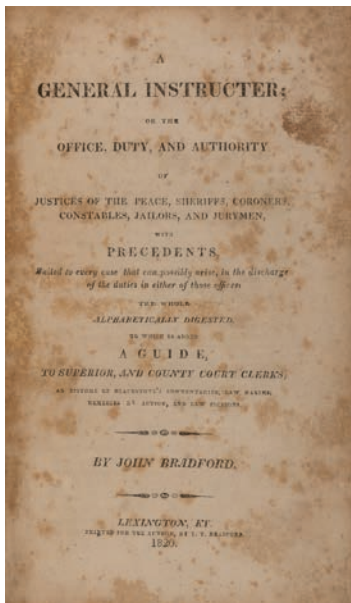 A
GENERAL INSTRUCTER;
OR THE
OFFICE, DUTY, AND AUTHORITY
OF
JUSTICES OF THE PEACE, SHERIFFS, CORONERS,
CONSTABLES, JAILORS, AND JURYMEN,
WITH
PRECEDENTS,
Suited to every case that can possibly arise, in the discharge
of the duties in either of those offices
THE WHOLE
ALPHABETICALLY DIGESTED.
TO WHICH IS ADDED
A GUIDE,
TO SUPERIOR, AND COUNTY COURT CLERKS;
OF BLACKSTONE'S COMMENTARIES, LAW MAXIMS,
REMEDIES BY ACTION, AND LAW FICTIONS.
BY JOHN BRADFORD.
LEXINGTON, KY.
PRINTED FOR THE AUTHOR, BY T. T. BRADFORD.
1820.